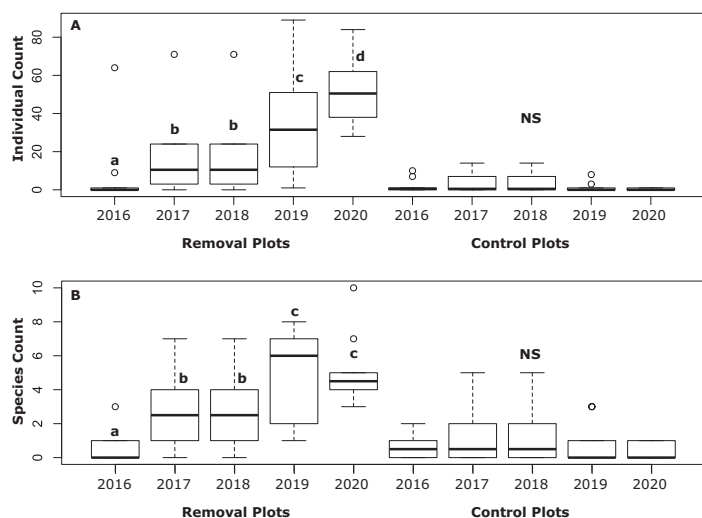 A
Individual Count
80
60
40
20
0
a
b
b
c
d
NS
2016 2017 2018 2019 2020 2016 2017 2018 2019 2020
Removal Plots Control Plots
B
Species Count
10
8
6
4
2
0
a
b
b
c
c
NS
2016 2017 2018 2019 2020 2016 2017 2018 2019 2020
Removal Plots Control Plots